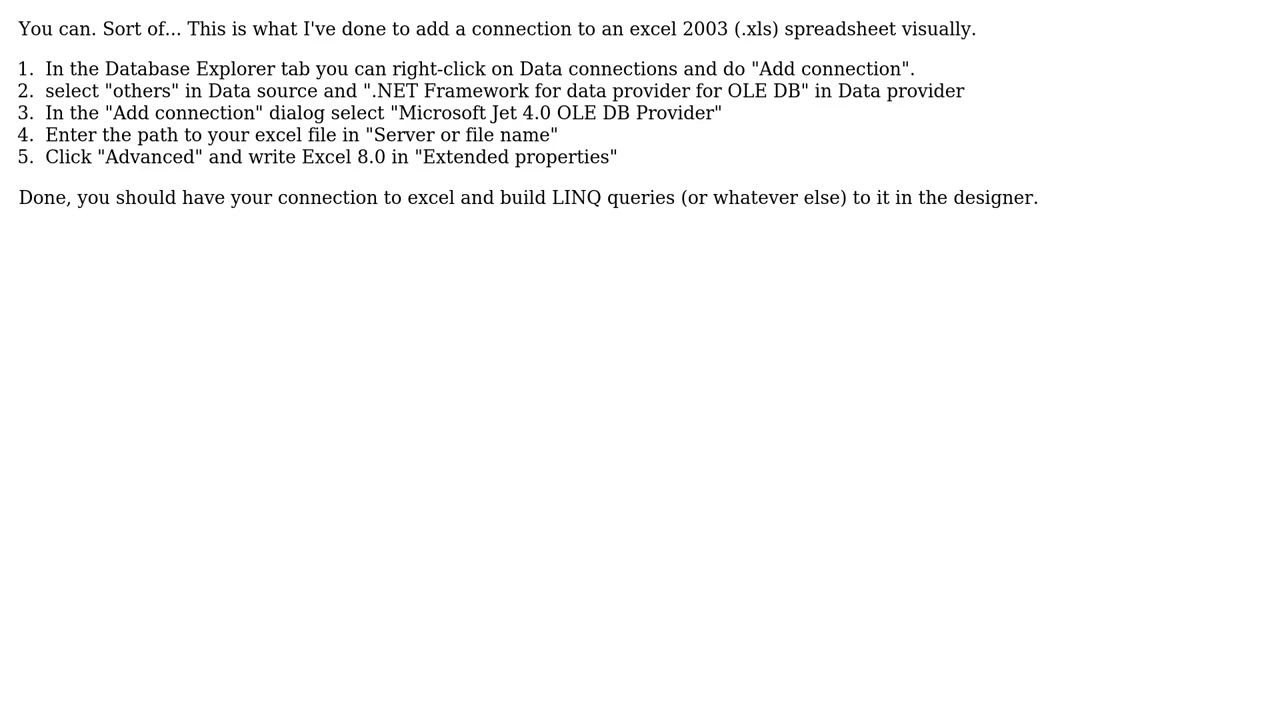 You can. Sort of... This is what I've done to add a connection to an excel 2003 (.xls) spreadsheet visually.
1. In the Database Explorer tab you can right-click on Data connections and do "Add connection".
2. select "others" in Data source and ".NET Framework for data provider for OLE DB" in Data provider
3. In the "Add connection" dialog select "Microsoft Jet 4.0 OLE DB Provider"
4. Enter the path to your excel file in "Server or file name"
5. Click "Advanced" and write Excel 8.0 in "Extended properties"
Done, you should have your connection to excel and build LINQ queries (or whatever else) to it in the designer.